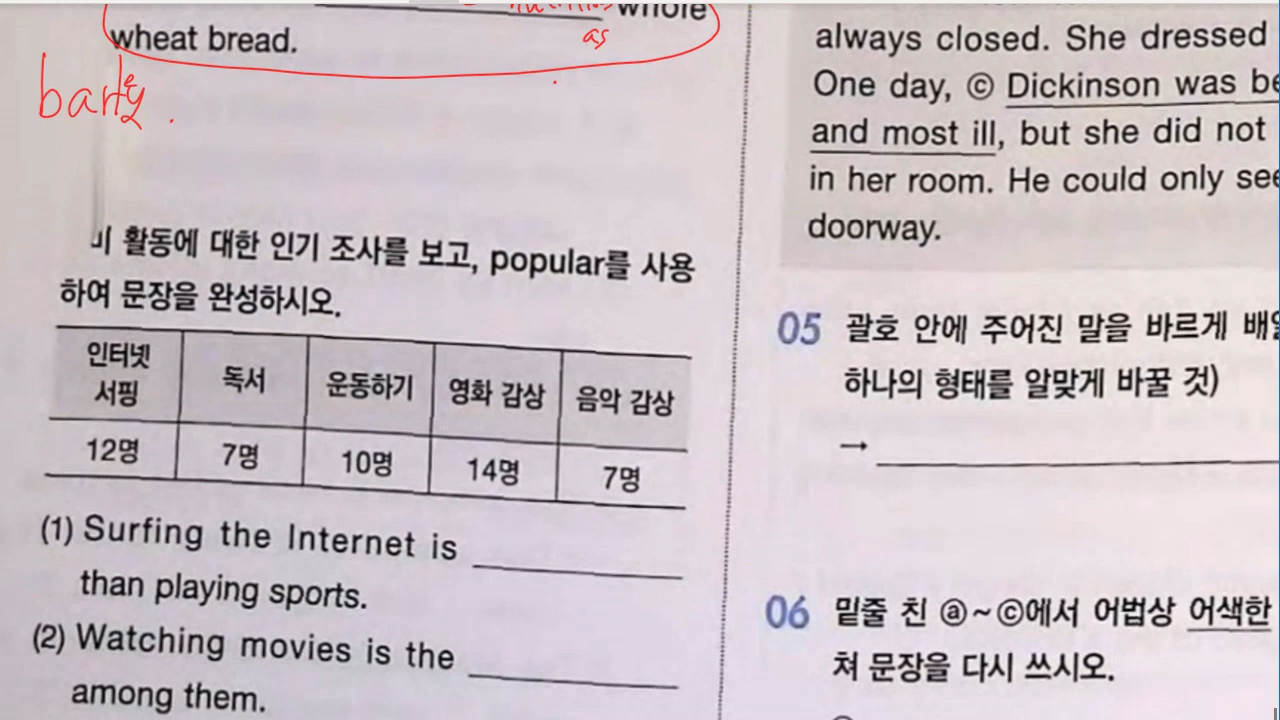 whole
as
wheat bread.
활동에 대한 인기 조사를 보고, popular를 사용
하여 문장을 완성하시오.
인터넷 서핑 독서 운동하기 영화 감상 음악 감상
12명 7명 10명 14명 7명
(1) Surfing the Internet is
than playing sports.
(2) Watching movies is the
among them.
always closed. She dressed
One day, ⓒ Dickinson was be
and most ill, but she did not
in her room. He could only see
doorway.
05 괄호 안에 주어진 말을 바르게
하나의 형태를 알맞게 바꿀 것)
→
06 밑줄 친 ⓐ~ⓒ에서 어법상 어색한
쳐 문장을 다시 쓰시오.